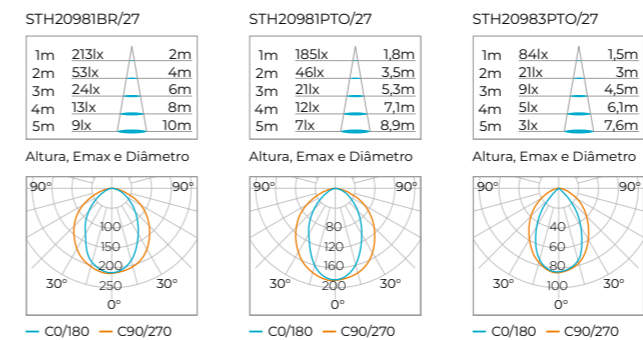 STH20981BR/27
1m 213lx 2m
2m 53lx 4m
3m 24lx 6m
4m 13lx 8m
5m 9lx 10m
Altura, Emax e Diâmetro
90° 90°
100
150
200
30° 250 30°
0°
C0/180 C90/270
STH20981PTO/27
1m 185lx 1,8m
2m 46lx 3,5m
3m 21lx 5,3m
4m 12lx 7,1m
5m 7lx 8,9m
Altura, Emax e Diâmetro
90° 90°
80
120
160
30° 200 30°
0°
C0/180 C90/270
STH20983PTO/27
1m 84lx 1,5m
2m 21lx 3m
3m 9lx 4,5m
4m 5lx 6,1m
5m 3lx 7,6m
Altura, Emax e Diâmetro
90° 90°
40
60
80
30° 100 30°
0°
C0/180 C90/270